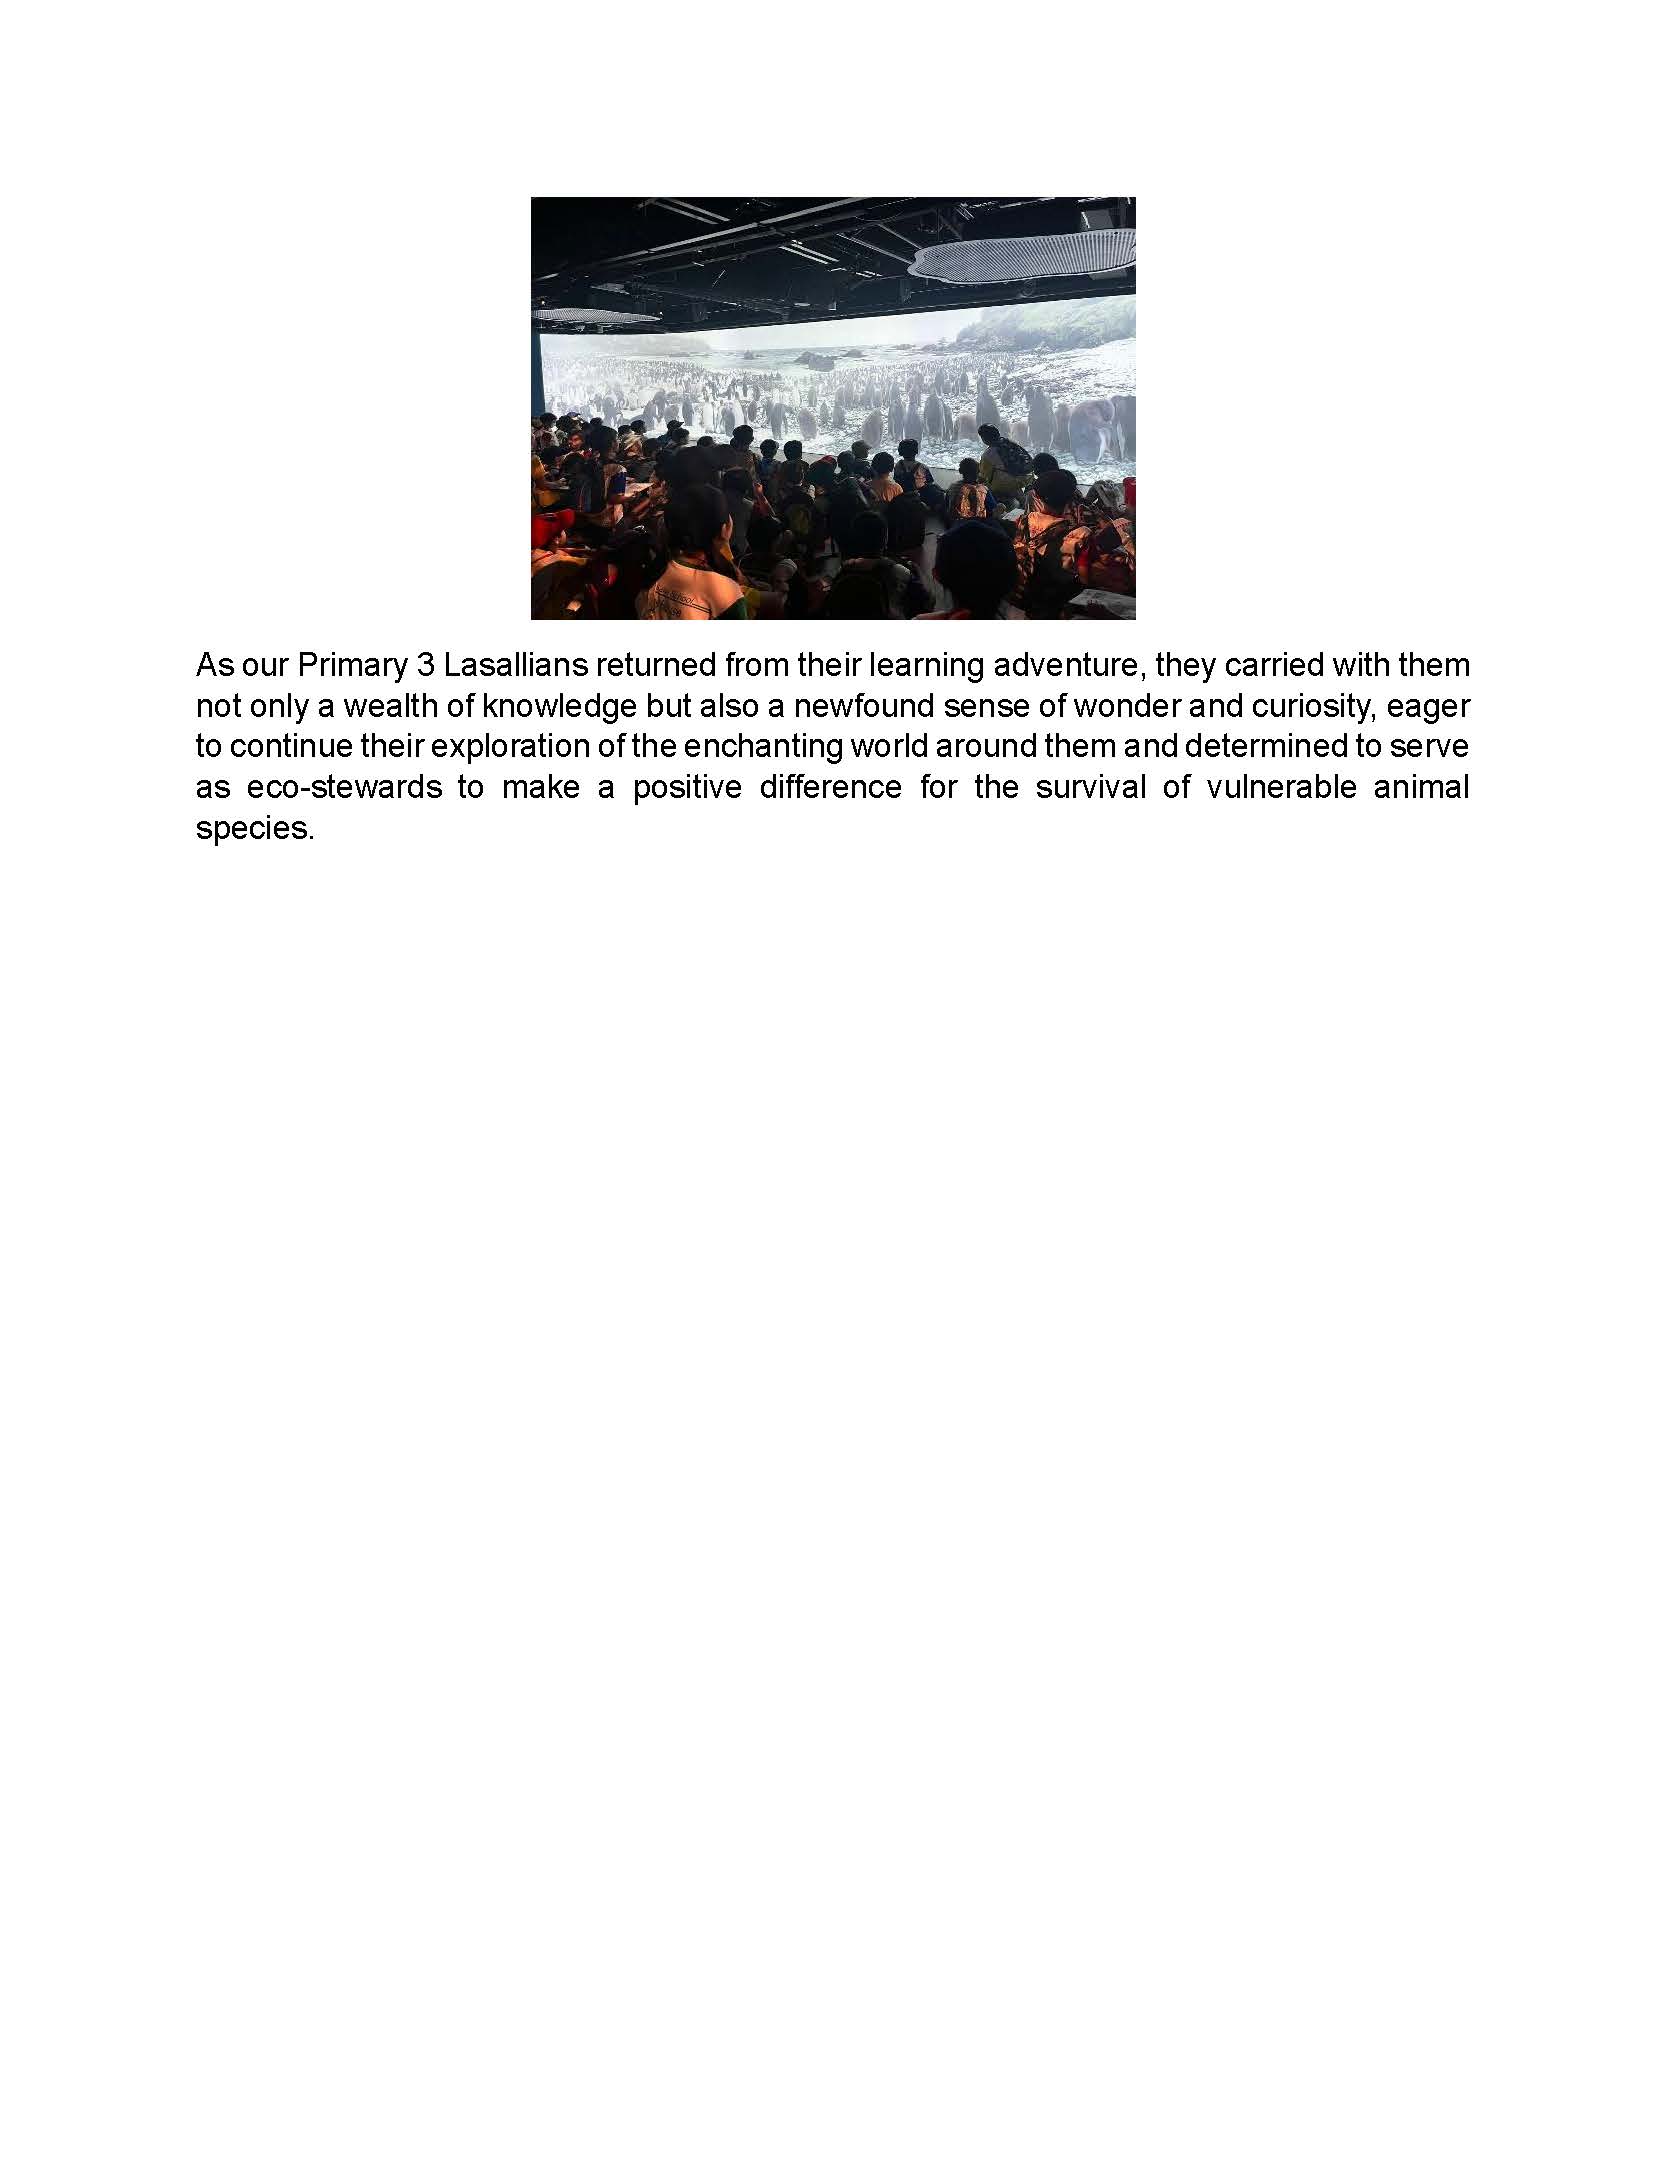 School
As our Primary 3 Lasallians returned from their learning adventure, they carried with them
not only a wealth of knowledge but also a newfound sense of wonder and curiosity, eager
to continue their exploration of the enchanting world around them and determined to serve
as eco-stewards to make a positive difference for the survival of vulnerable animal
species.